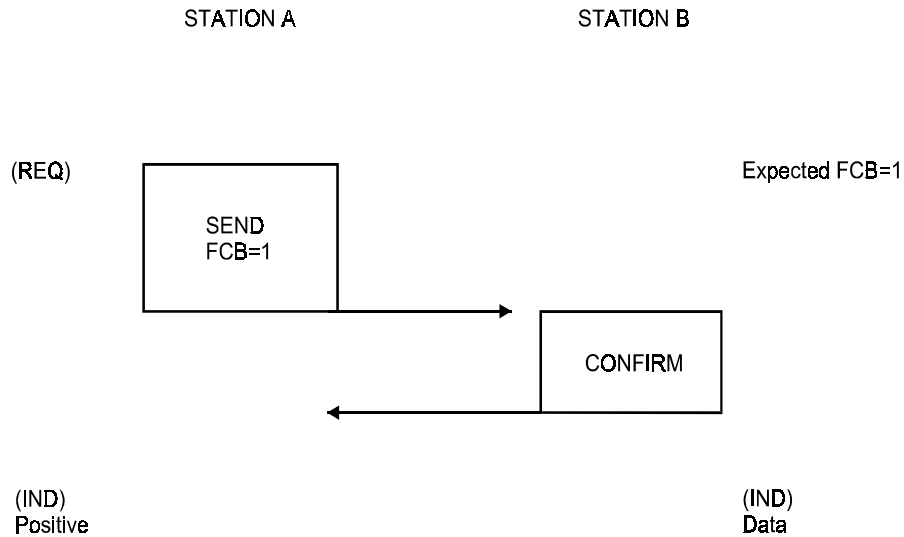 STATION A
STATION B
(REQ)
Expected FCB=1
SEND
FCB=1
CONFIRM
(IND)
Positive
(IND)
Data